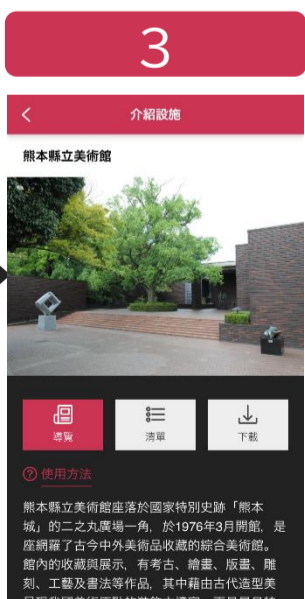 3
介紹設施
熊本縣立美術館
導覽
清單
下載
? 使用方法
熊本縣立美術館座落於國家特別史跡「熊本
城」的二之丸廣場一角，於1976年3月開館，是
座網羅了古今中外美術品收藏的綜合美術館。
館內的收藏與展示，有考古、繪畫、版畫、雕
刻、工藝及書法等作品，其中藉由古代造型美